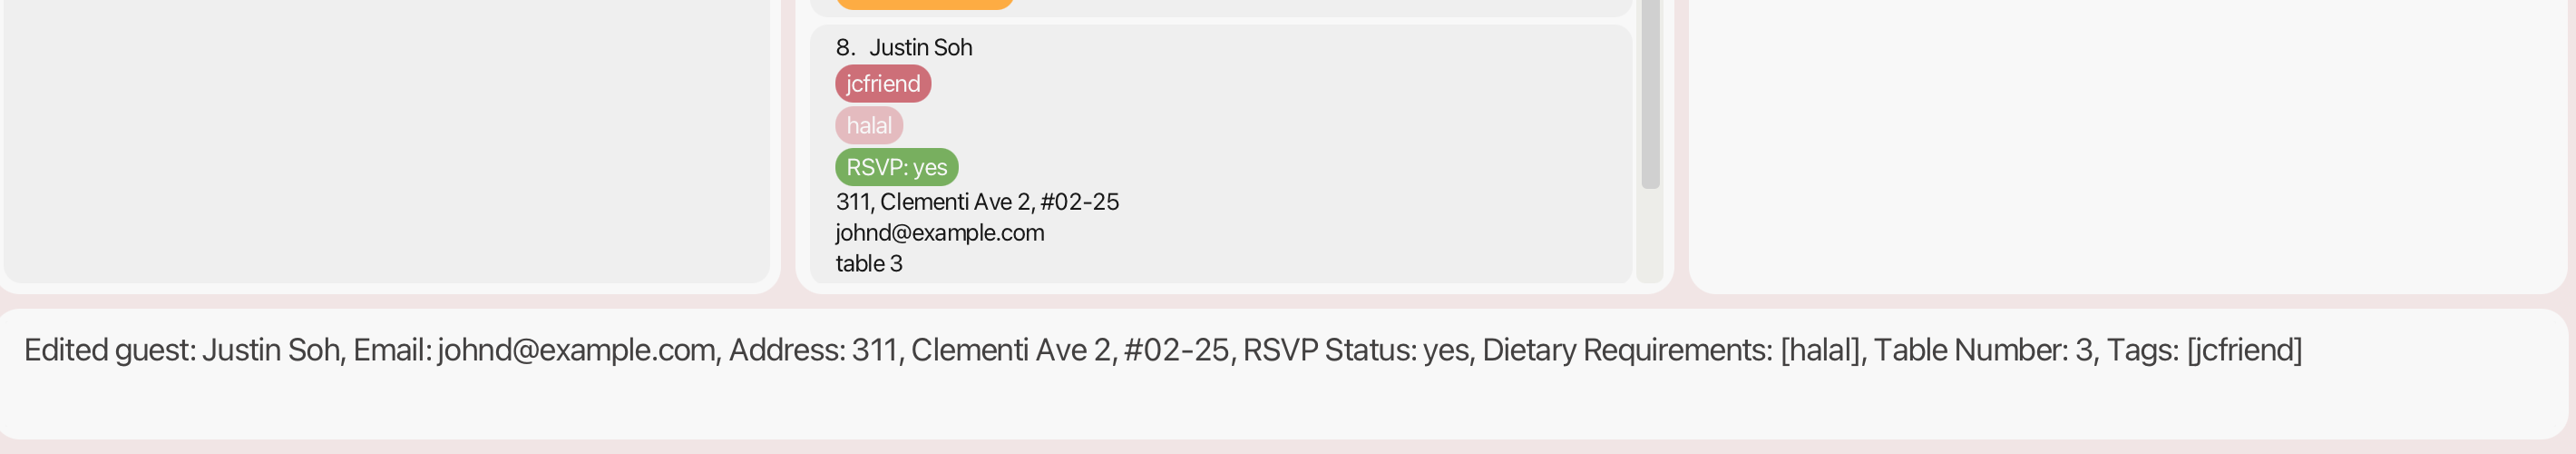 8. Justin Soh
jcfriend
halal
RSVP: yes
311, Clementi Ave 2, #02-25
johnd@example.com
table 3
Edited guest: Justin Soh, Email: johnd@example.com, Address: 311, Clementi Ave 2, #02-25, RSVP Status: yes, Dietary Requirements: [halal], Table Number: 3, Tags: [jcfriend]